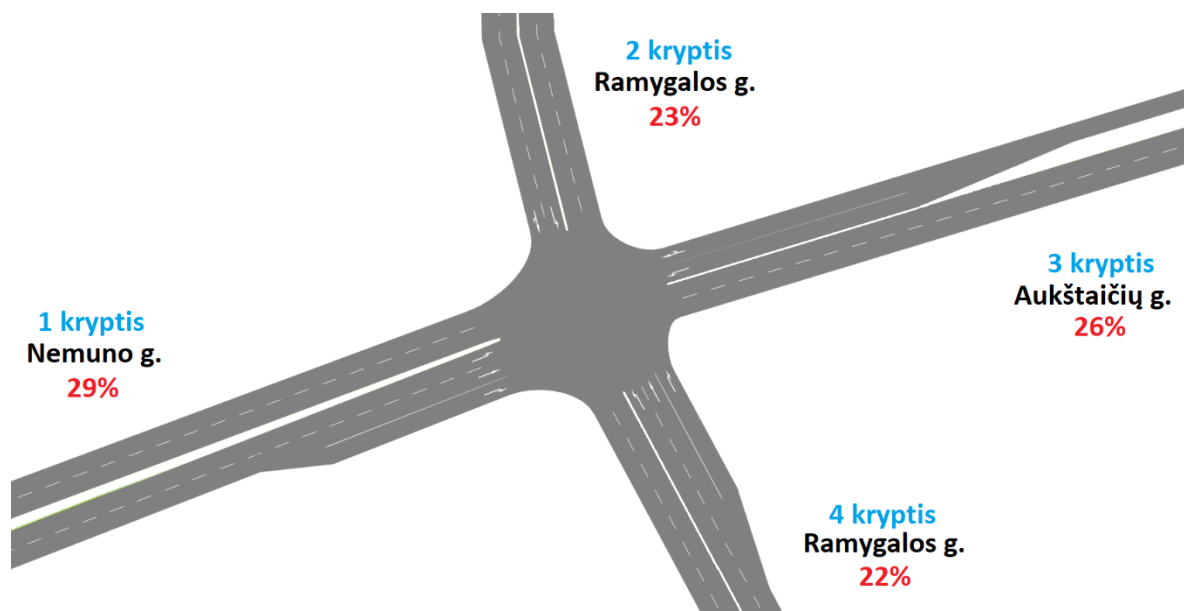 2 kryptis
Ramygalos g.
23%
3 kryptis
Aukštaičių g.
26%
1 kryptis
Nemuno g.
29%
4 kryptis
Ramygalos g.
22%